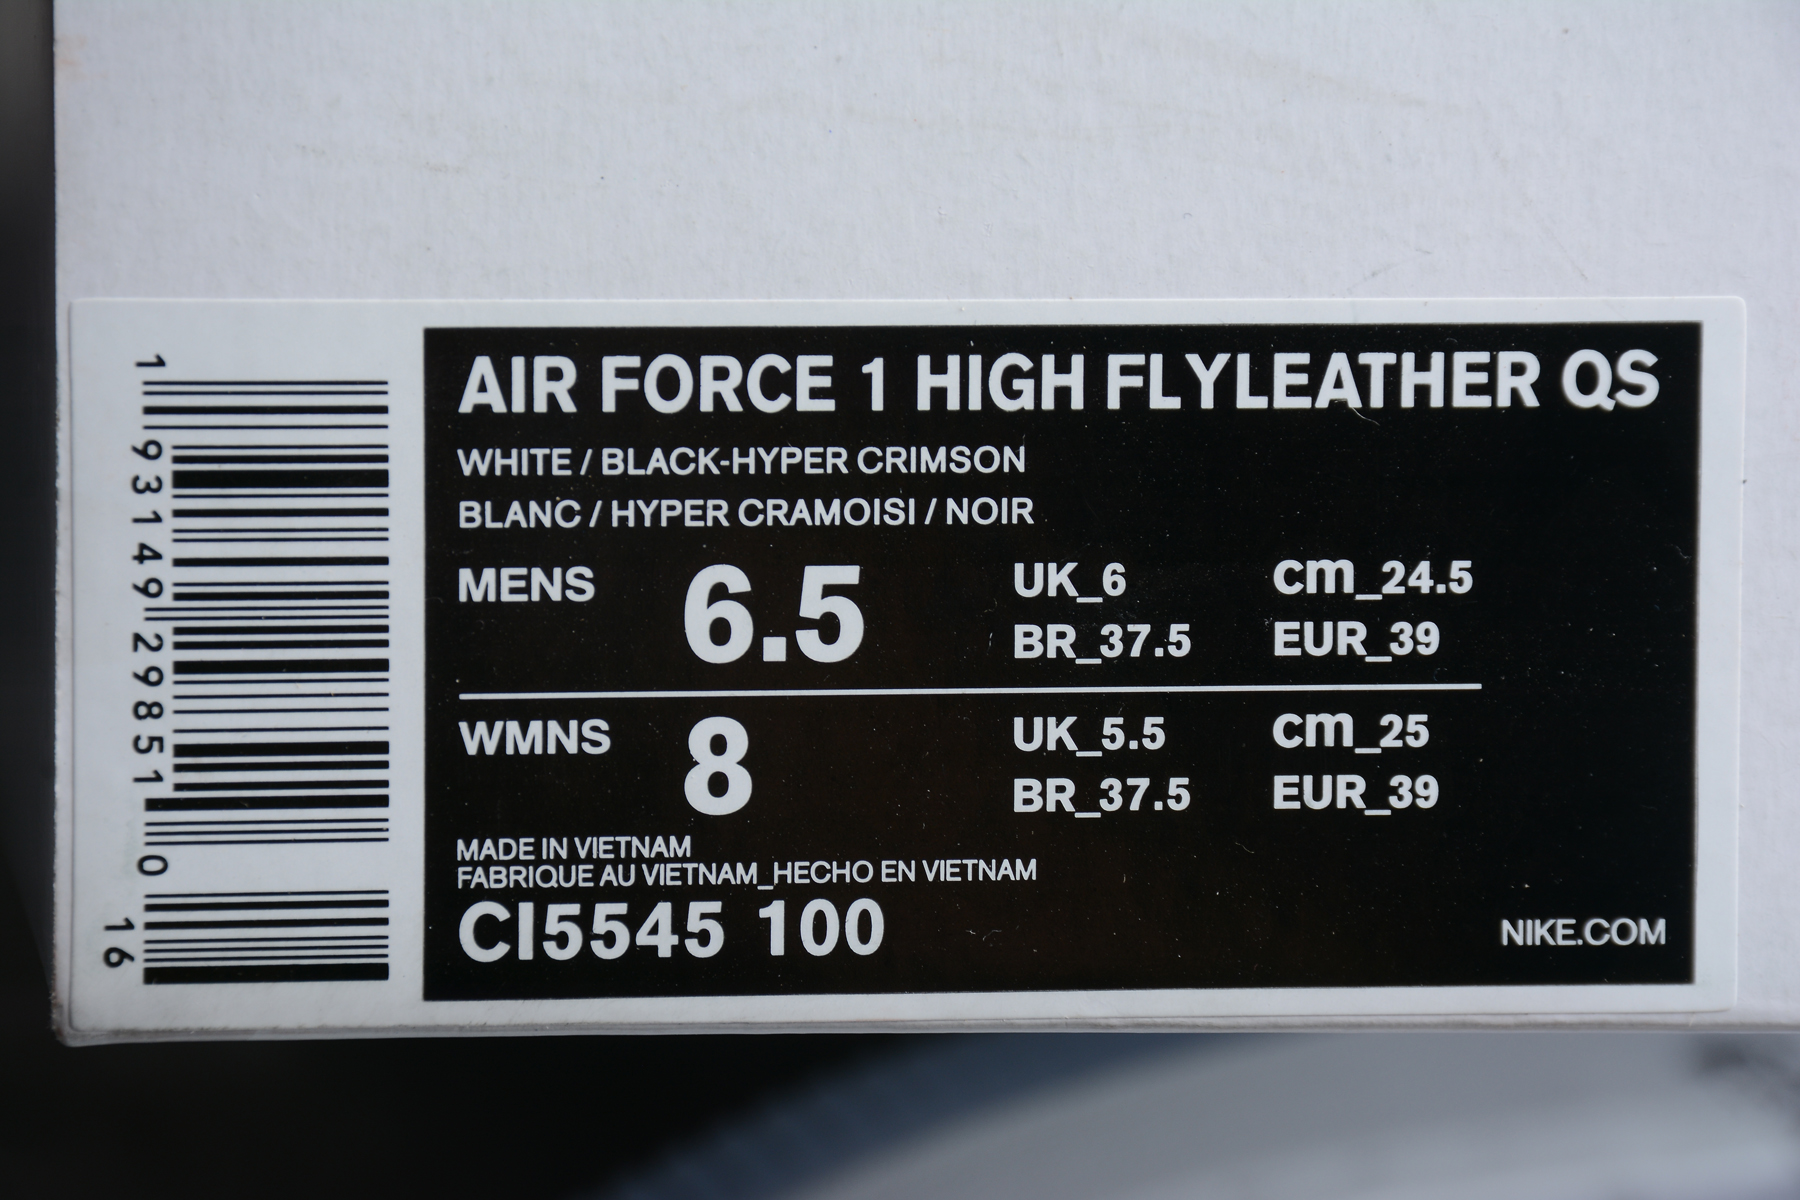 AIR FORCE 1 HIGH FLYLEATHER QS
WHITE / BLACK-HYPER CRIMSON
BLANC / HYPER CRAMOISI / NOIR
MENS 6.5 UK_6 cm_24.5
BR_37.5 EUR_39
WMNS 8 UK_5.5 cm_25
BR_37.5 EUR_39
MADE IN VIETNAM
FABRIQUE AU VIETNAM_HECHO EN VIETNAM
CI5545 100
NIKE.COM
1 93149 29851 0
16